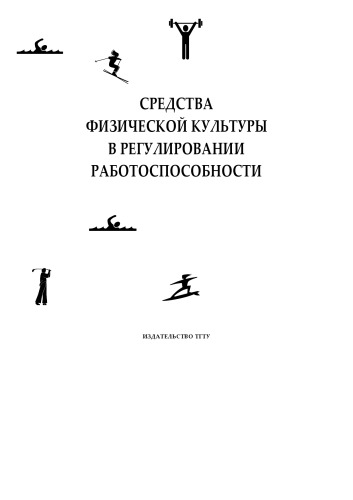 СРЕДСТВА
ФИЗИЧЕСКОЙ КУЛЬТУРЫ
В РЕГУЛИРОВАНИИ
РАБОТОСПОСОБНОСТИ
ИЗДАТЕЛЬСТВО ТГТУ